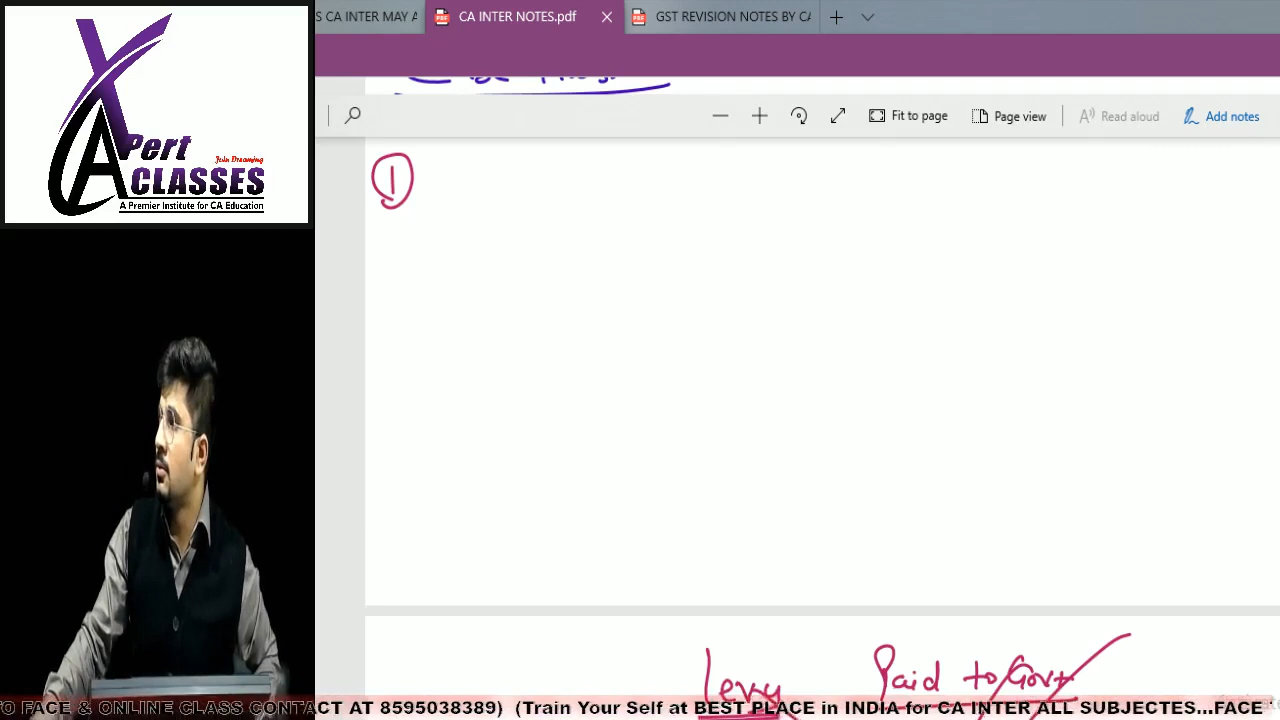 S CA INTER MAY A
CA INTER NOTES.pdf
GST REVISION NOTES BY CA
Fit to page
Page view
Read aloud
Add notes
XPert
Join Dreaming
CA CLASSES
A Premier Institute for CA Education
1
Levy Paid to Govt
TO FACE & ONLINE CLASS CONTACT AT 8595038389) (Train Your Self at BEST PLACE in INDIA for CA INTER ALL SUBJECTES...FACE